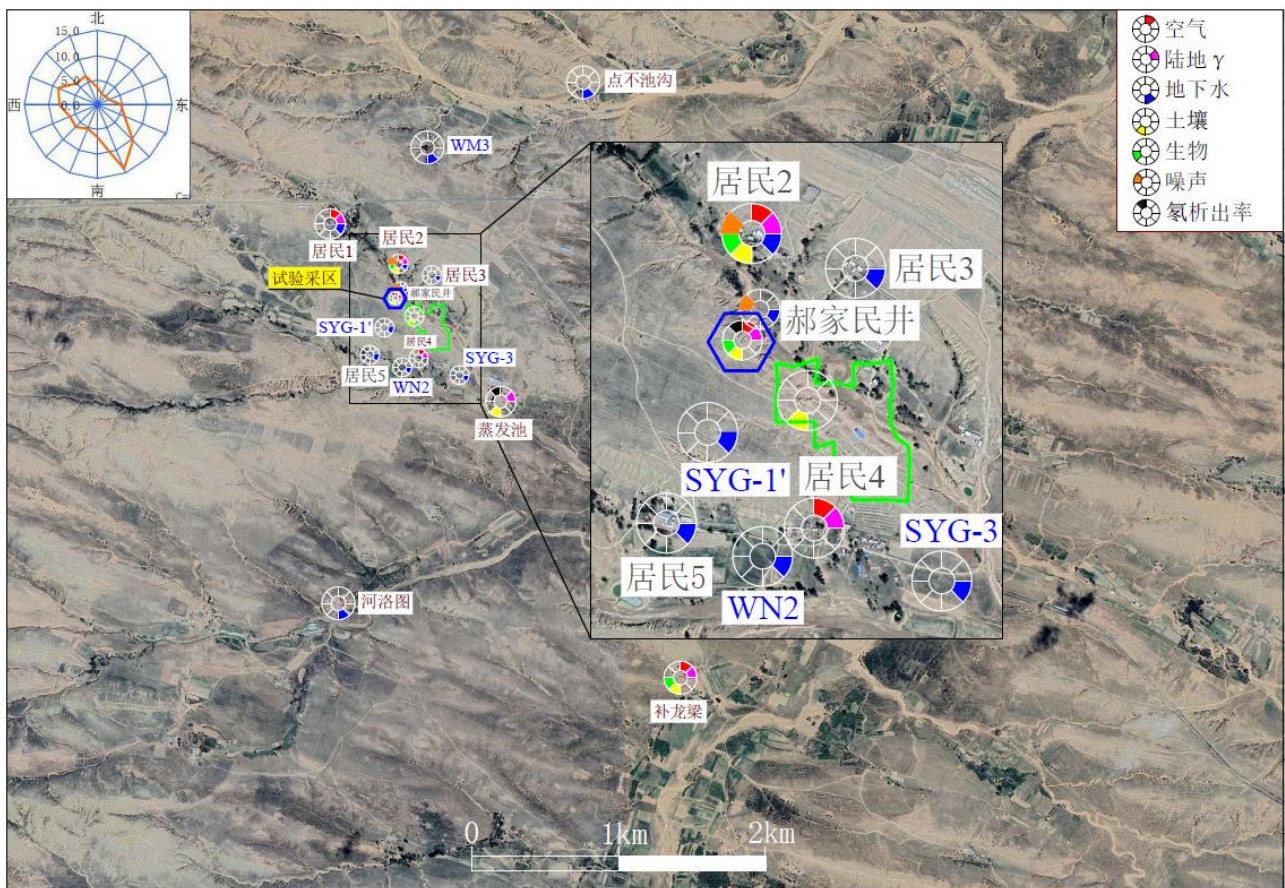 北
15.0
10.0
5.0
0.0
西
东
南
空气
陆地γ
地下水
土壤
生物
噪声
氡析出率
点不池沟
WM3
居民1
居民2
居民3
试验采区
郝家民井
SYG-1'
居民4
居民5
WN2
SYG-3
蒸发池
居民2
居民3
郝家民井
SYG-1'
居民4
居民5
WN2
SYG-3
河洛图
补龙梁
0
1km
2km